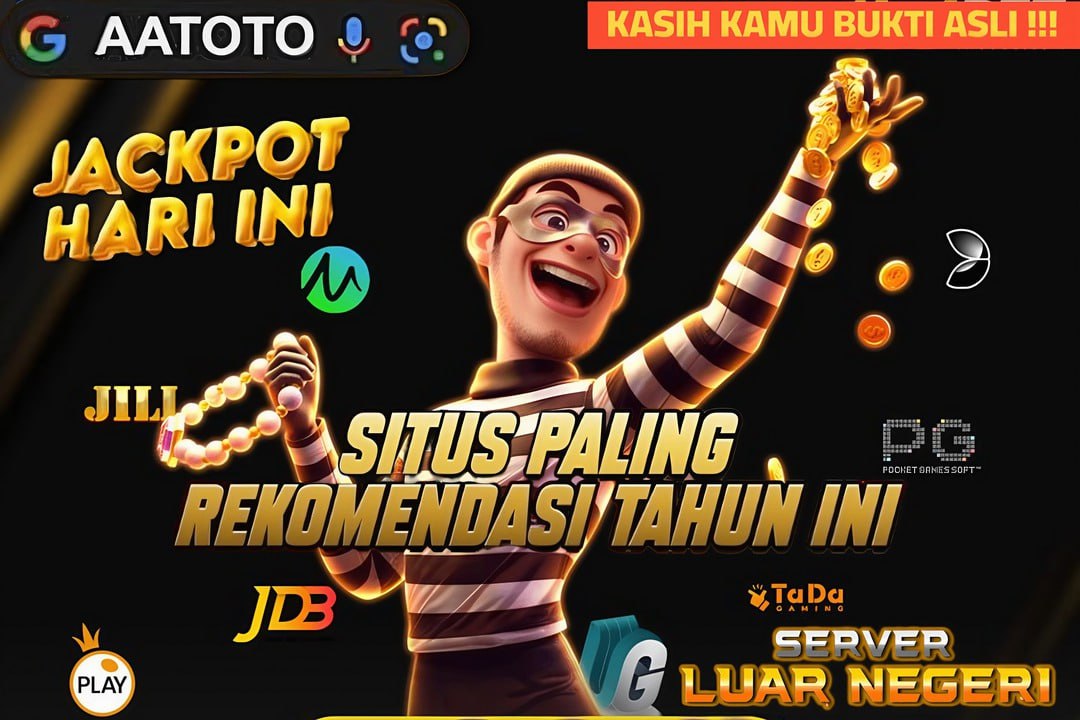 AATOTO
KASIH KAMU BUKTI ASLI !!!
JACKPOT
HARI INI
JILI
SITUS PALING
REKOMENDASI TAHUN INI
PG
POCKET GAMES SOFT™
JDB
TaDa
GAMING
PLAY
G
SERVER
LUAR NEGERI